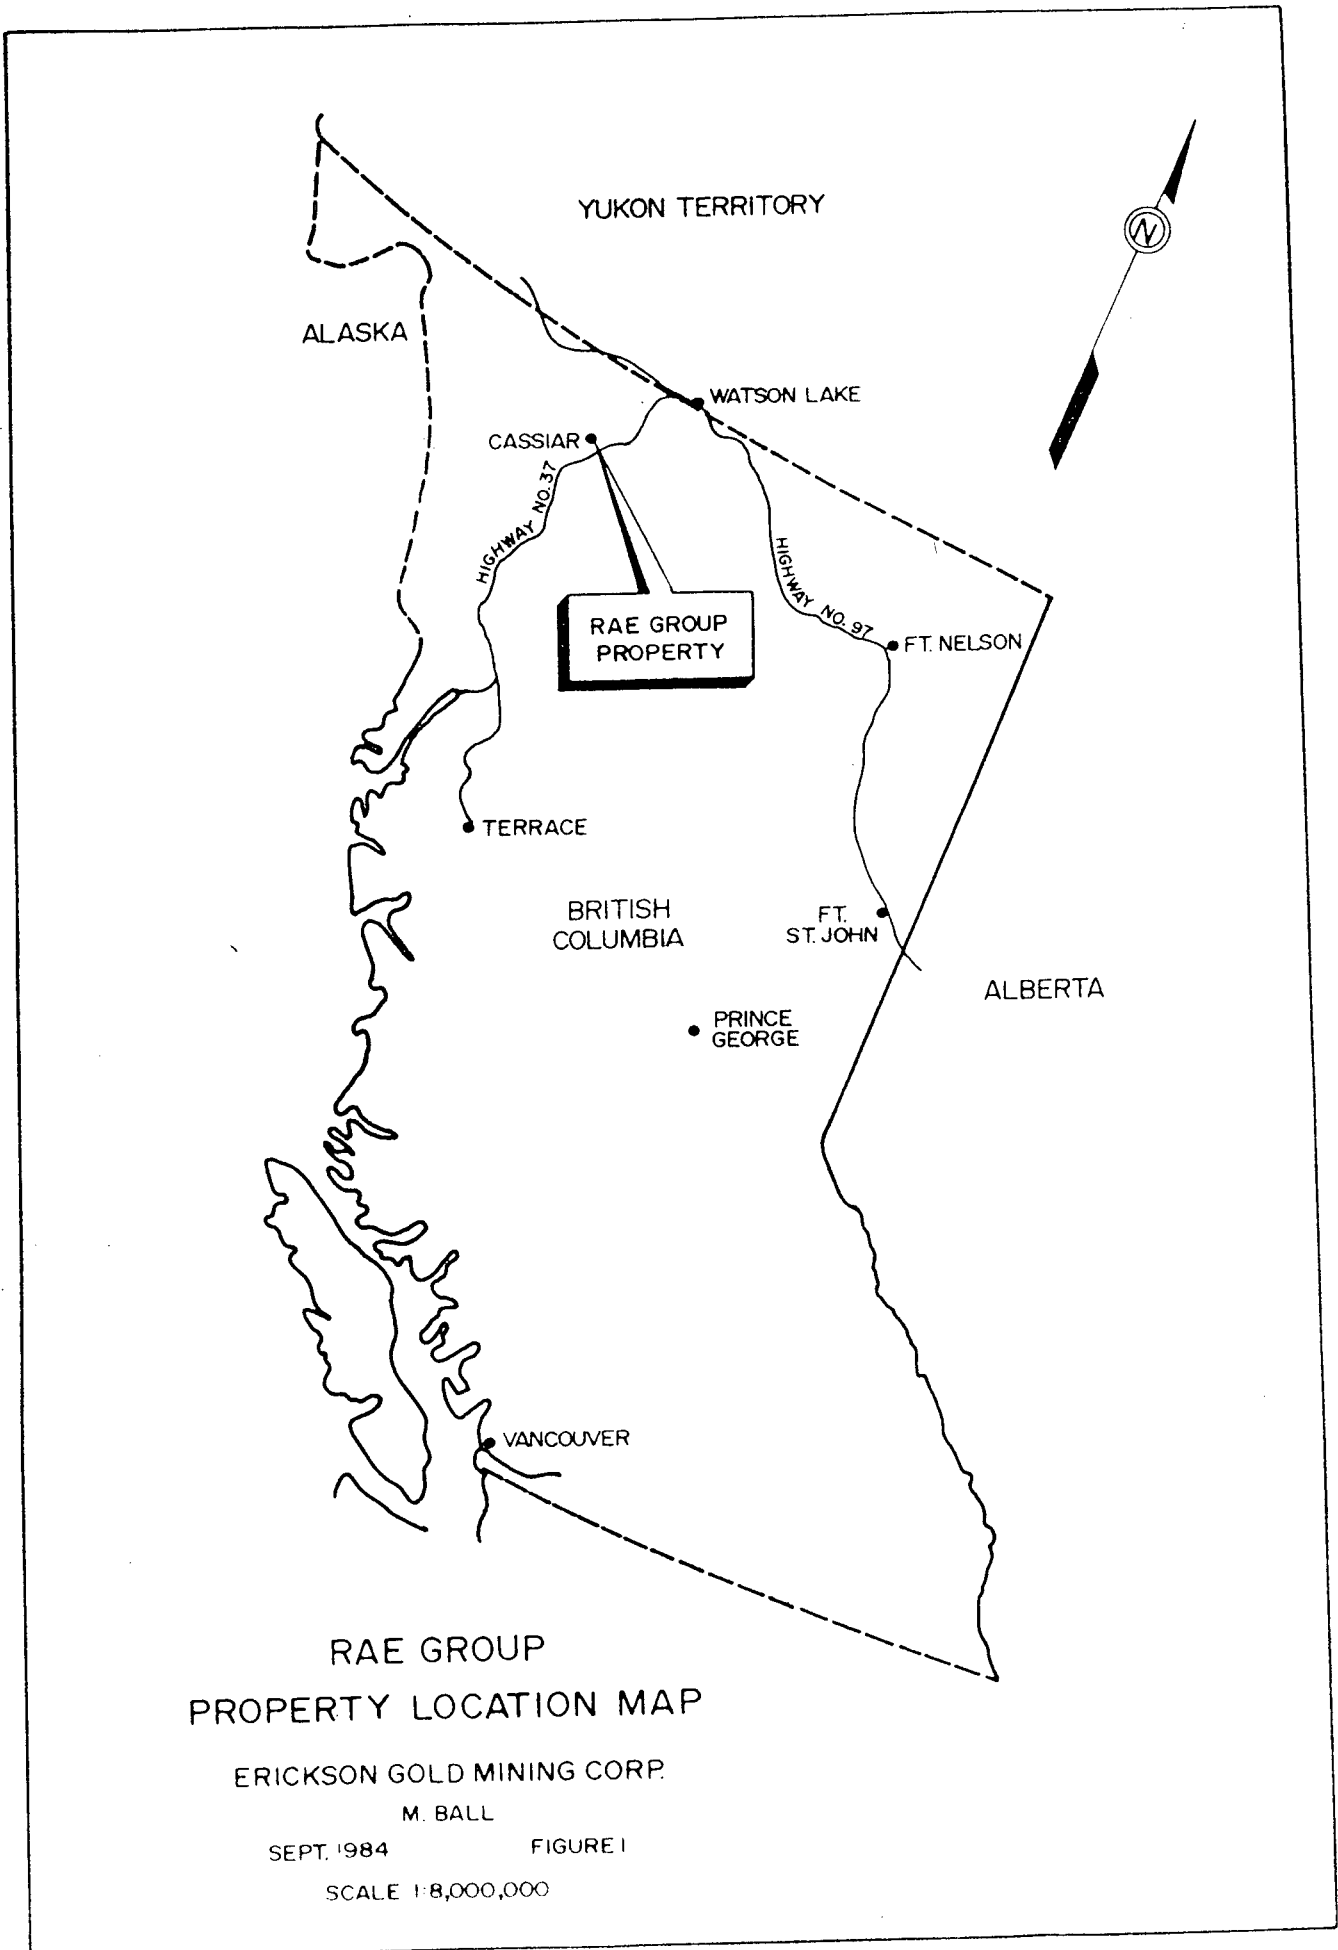 YUKON TERRITORY
N
ALASKA
WATSON LAKE
CASSIAR
HIGHWAY NO. 37
HIGHWAY NO. 97
RAE GROUP
PROPERTY
FT. NELSON
TERRACE
BRITISH
COLUMBIA
FT.
ST. JOHN
ALBERTA
PRINCE
GEORGE
VANCOUVER
RAE GROUP
PROPERTY LOCATION MAP
ERICKSON GOLD MINING CORP.
M. BALL
SEPT. 1984 FIGURE 1
SCALE 1:8,000,000